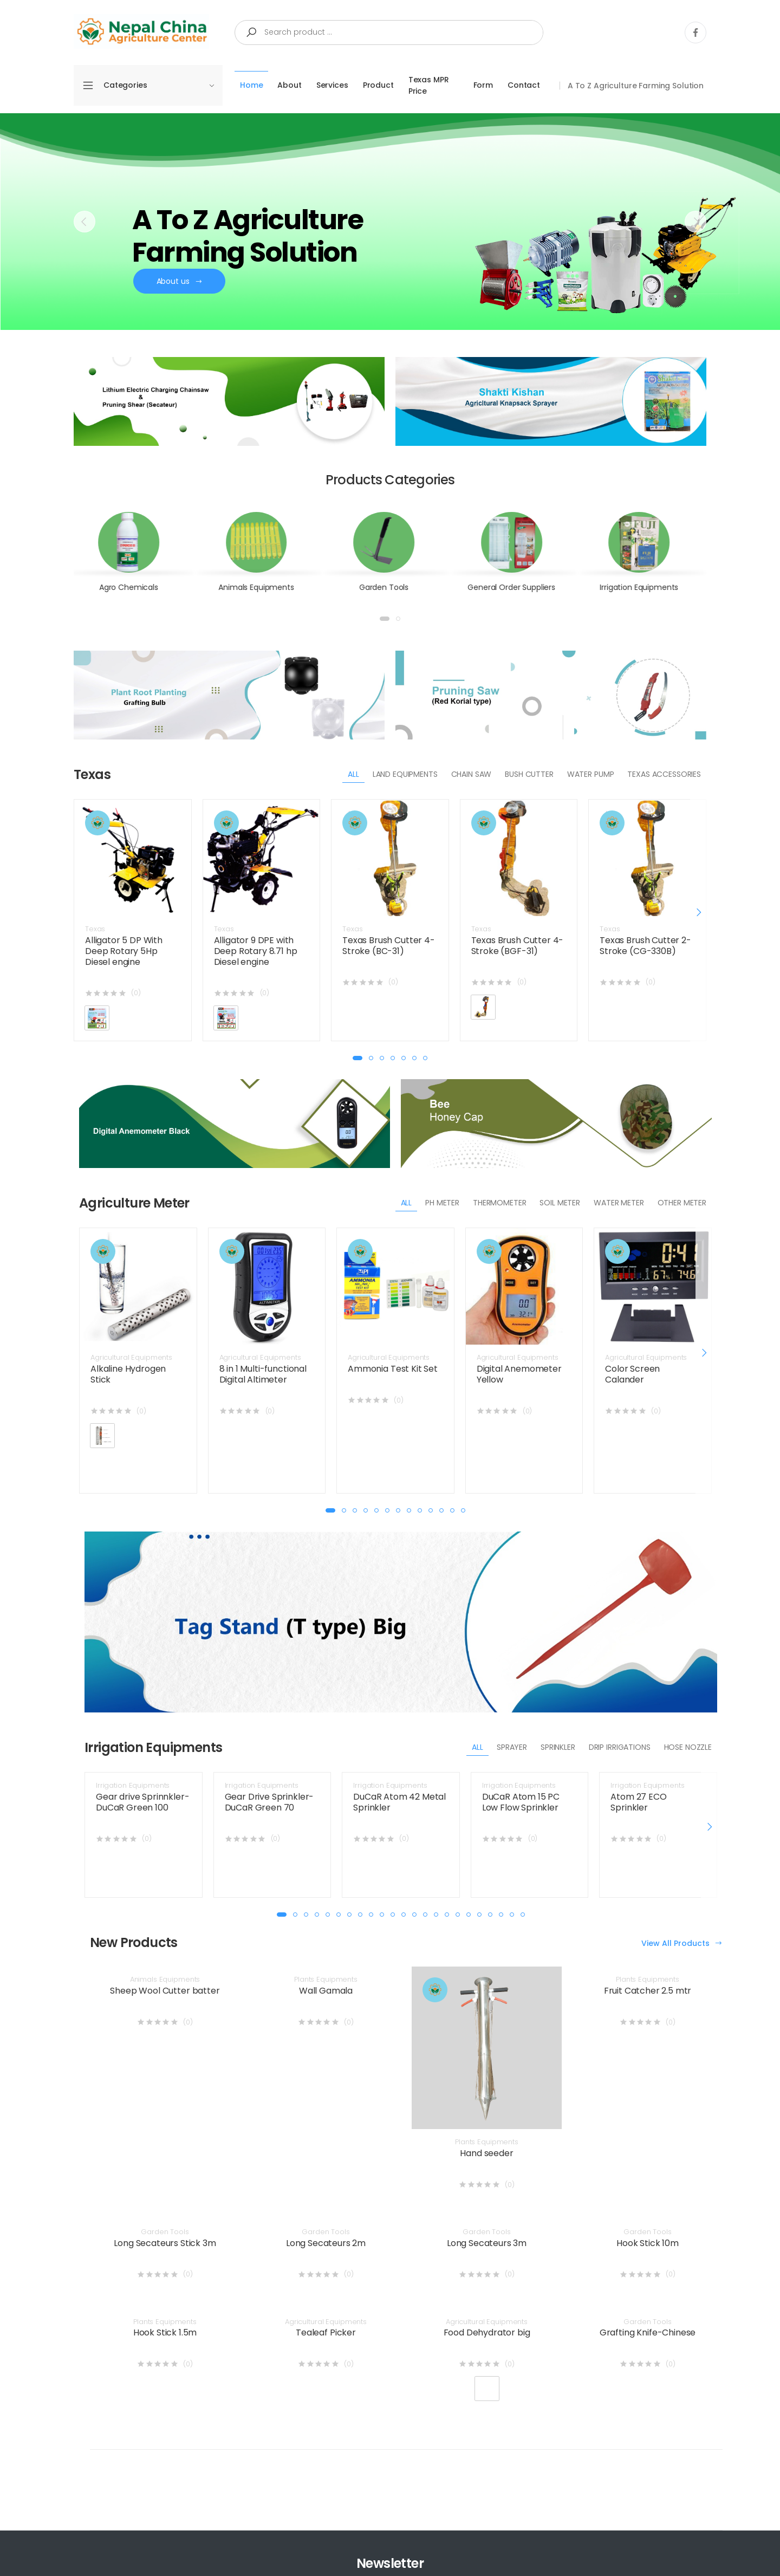 Nepal China
Agriculture Center
Search product ...
Categories
Home
About
Services
Product
Texas MPR
Price
Form
Contact
A To Z Agriculture Farming Solution
A To Z Agriculture
Farming Solution
About us →
Lithium Electric Charging Chainsaw
&
Pruning Shear (Secateur)
Shakti Kishan
Agricltural Knapsack Sprayer
Products Categories
Agro Chemicals
Animals Equipments
Garden Tools
General Order Suppliers
Irrigation Equipments
Plant Root Planting
Grafting Bulb
Pruning Saw
(Red Korial type)
Texas
ALL
LAND EQUIPMENTS
CHAIN SAW
BUSH CUTTER
WATER PUMP
TEXAS ACCESSORIES
Texas
Alligator 5 DP With
Deep Rotary 5Hp
Diesel engine
(0)
Texas
Alligator 9 DPE with
Deep Rotary 8.71 hp
Diesel engine
(0)
Texas
Texas Brush Cutter 4-
Stroke (BC-31)
(0)
Texas
Texas Brush Cutter 4-
Stroke (BGF-31)
(0)
Texas
Texas Brush Cutter 2-
Stroke (CG-330B)
(0)
Digital Anemometer Black
Bee
Honey Cap
Agriculture Meter
ALL
PH METER
THERMOMETER
SOIL METER
WATER METER
OTHER METER
Agricultural Equipments
Alkaline Hydrogen
Stick
(0)
Agricultural Equipments
8 in 1 Multi-functional
Digital Altimeter
(0)
AMMONIA
Agricultural Equipments
Ammonia Test Kit Set
(0)
Agricultural Equipments
Digital Anemometer
Yellow
(0)
Agricultural Equipments
Color Screen
Calander
(0)
Tag Stand (T type) Big
Irrigation Equipments
ALL
SPRAYER
SPRINKLER
DRIP IRRIGATIONS
HOSE NOZZLE
Irrigation Equipments
Gear drive Sprinnkler-
DuCaR Green 100
(0)
Irrigation Equipments
Gear Drive Sprinkler-
DuCaR Green 70
(0)
Irrigation Equipments
DuCaR Atom 42 Metal
Sprinkler
(0)
Irrigation Equipments
DuCaR Atom 15 PC
Low Flow Sprinkler
(0)
Irrigation Equipments
Atom 27 ECO
Sprinkler
(0)
New Products
View All Products →
Animals Equipments
Sheep Wool Cutter batter
(0)
Plants Equipments
Wall Gamala
(0)
Plants Equipments
Hand seeder
(0)
Plants Equipments
Fruit Catcher 2.5 mtr
(0)
Garden Tools
Long Secateurs Stick 3m
(0)
Garden Tools
Long Secateurs 2m
(0)
Garden Tools
Long Secateurs 3m
(0)
Garden Tools
Hook Stick 10m
(0)
Plants Equipments
Hook Stick 1.5m
(0)
Agricultural Equipments
Tealeaf Picker
(0)
Agricultural Equipments
Food Dehydrator big
(0)
Garden Tools
Grafting Knife-Chinese
(0)
Newsletter